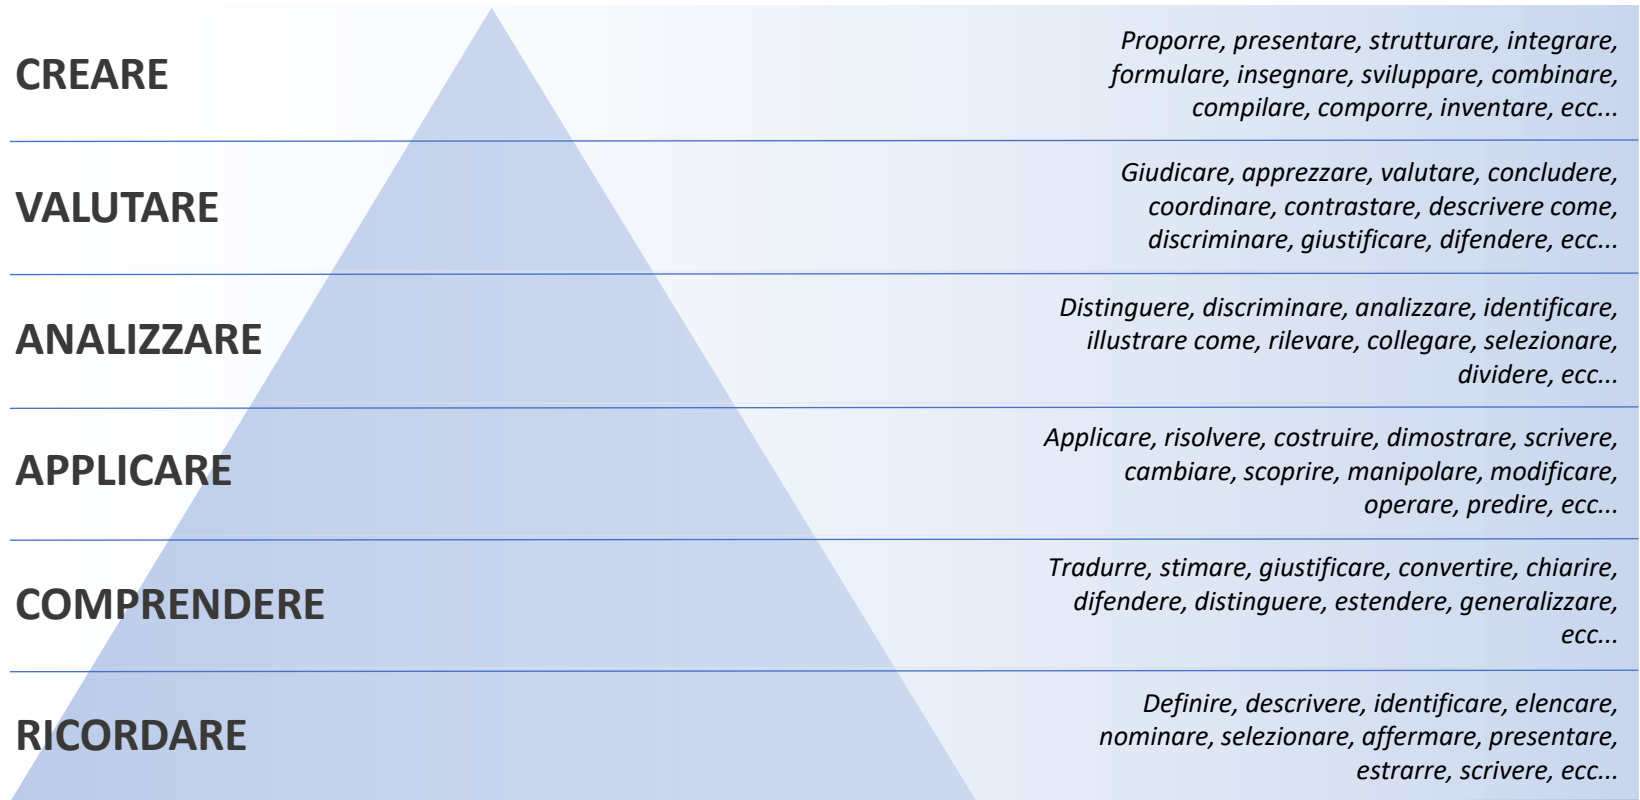 CREARE
Proporre, presentare, strutturare, integrare,
formulare, insegnare, sviluppare, combinare,
compilare, comporre, inventare, ecc...
VALUTARE
Giudicare, apprezzare, valutare, concludere,
coordinare, contrastare, descrivere come,
discriminare, giustificare, difendere, ecc...
ANALIZZARE
Distinguere, discriminare, analizzare, identificare,
illustrare come, rilevare, collegare, selezionare,
dividere, ecc...
APPLICARE
Applicare, risolvere, costruire, dimostrare, scrivere,
cambiare, scoprire, manipolare, modificare,
operare, predire, ecc...
COMPRENDERE
Tradurre, stimare, giustificare, convertire, chiarire,
difendere, distinguere, estendere, generalizzare,
ecc...
RICORDARE
Definire, descrivere, identificare, elencare,
nominare, selezionare, affermare, presentare,
estrarre, scrivere, ecc...